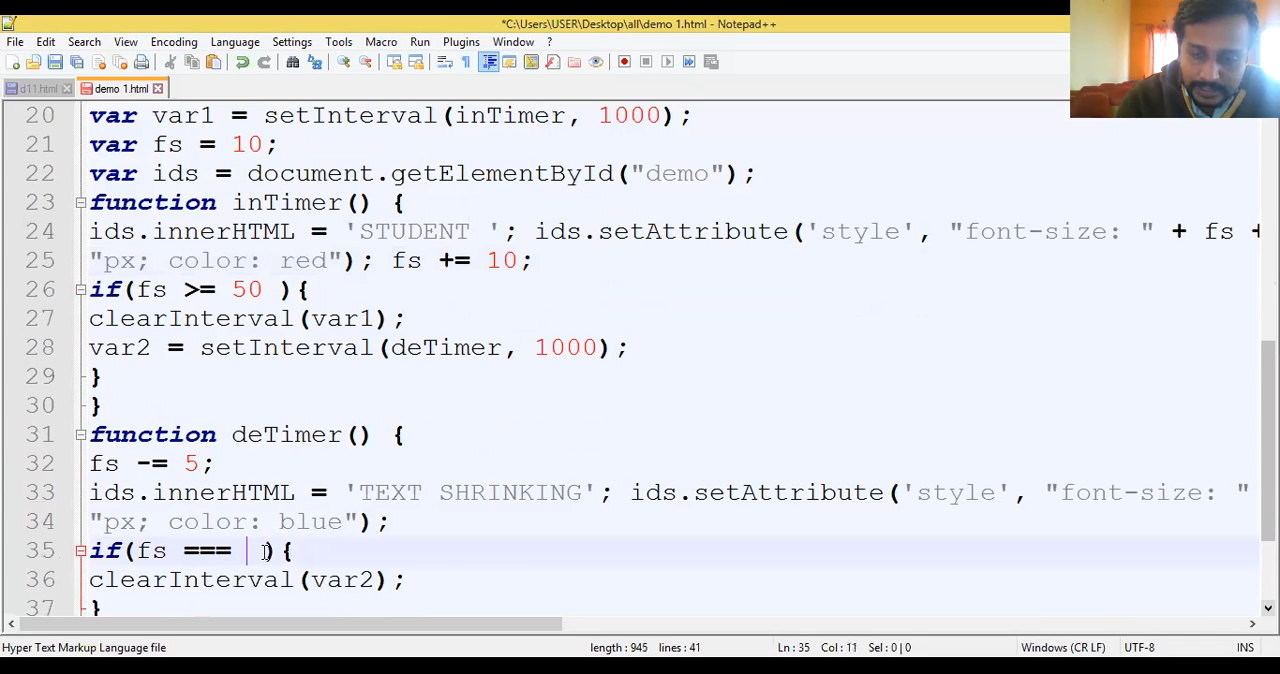 *C:\Users\USER\Desktop\all\demo 1.html - Notepad++
File Edit Search View Encoding Language Settings Tools Macro Run Plugins Window ?
d11.html demo 1.html
20 var var1 = setInterval(inTimer, 1000);
21 var fs = 10;
22 var ids = document.getElementById("demo");
23 function inTimer() {
24 ids.innerHTML = 'STUDENT '; ids.setAttribute('style', "font-size: " + fs +
25 "px; color: red"); fs += 10;
26 if(fs >= 50 ){
27 clearInterval(var1);
28 var2 = setInterval(deTimer, 1000);
29 }
30 }
31 function deTimer() {
32 fs -= 5;
33 ids.innerHTML = 'TEXT SHRINKING'; ids.setAttribute('style', "font-size: "
34 "px; color: blue");
35 if(fs === ){
36 clearInterval(var2);
37 }
Hyper Text Markup Language file length : 945 lines : 41 Ln : 35 Col : 11 Sel : 0 | 0 Windows (CR LF) UTF-8 INS